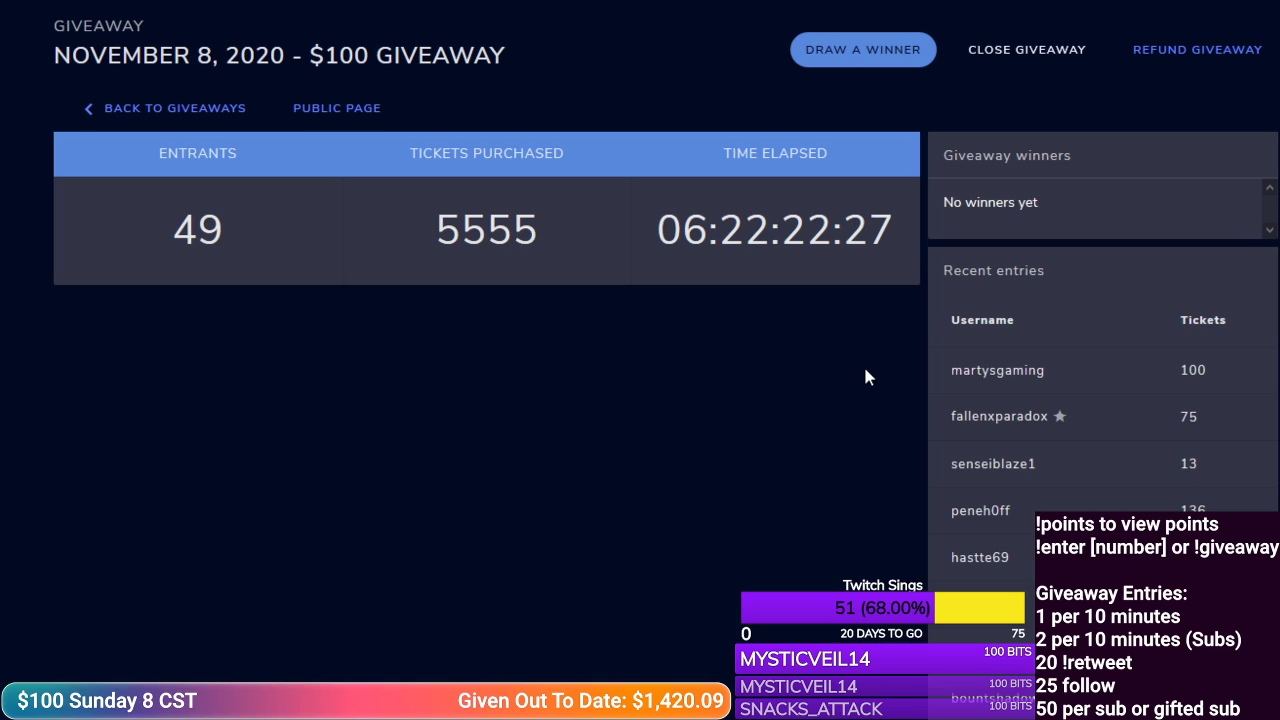 GIVEAWAY
NOVEMBER 8, 2020 - $100 GIVEAWAY
DRAW A WINNER
CLOSE GIVEAWAY
REFUND GIVEAWAY
BACK TO GIVEAWAYS
PUBLIC PAGE
ENTRANTS
TICKETS PURCHASED
TIME ELAPSED
49
5555
06:22:22:27
Giveaway winners
No winners yet
Recent entries
Username Tickets
martysgaming 100
fallenxparadox 75
senseiblaze1 13
peneh0ff 136
hastte69
!points to view points
!enter [number] or !giveaway
Giveaway Entries:
1 per 10 minutes
2 per 10 minutes (Subs)
20 !retweet
25 follow
50 per sub or gifted sub
Twitch Sings
51 (68.00%)
0 20 DAYS TO GO 75
MYSTICVEIL14 100 BITS
MYSTICVEIL14 100 BITS
bountshadow
SNACKS_ATTACK 100 BITS
$100 Sunday 8 CST
Given Out To Date: $1,420.09